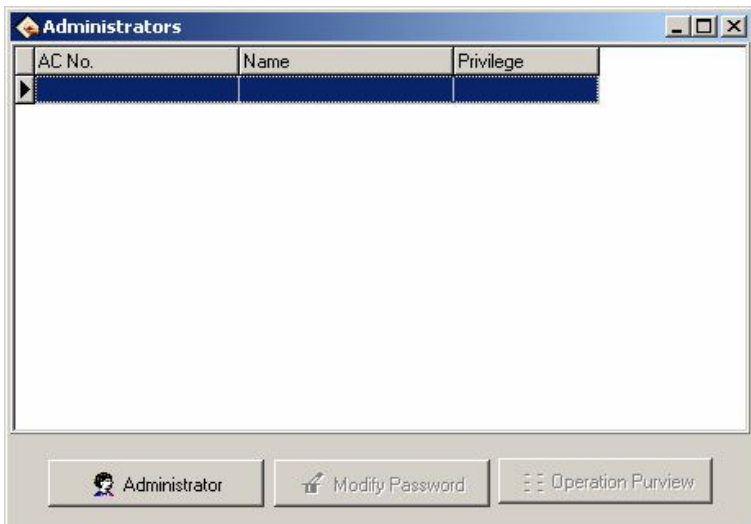 Administrators
AC No. Name Privilege
Administrator Modify Password Operation Purview